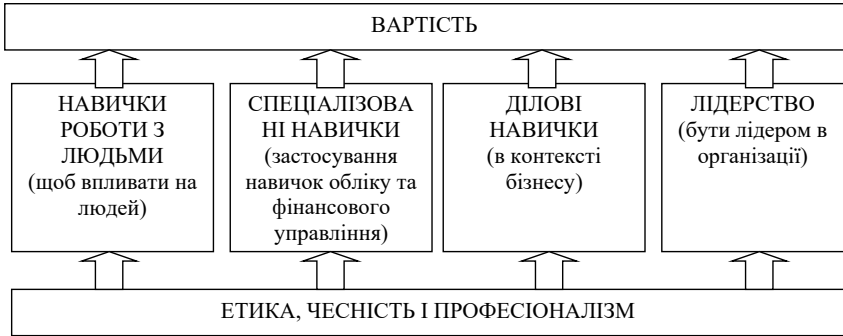 ВАРТІСТЬ
НАВИЧКИ
РОБОТИ З
ЛЮДЬМИ
(щоб впливати на
людей)
СПЕЦІАЛІЗОВА
НІ НАВИЧКИ
(застосування
навичок обліку та
фінансового
управління)
ДІЛОВІ
НАВИЧКИ
(в контексті
бізнесу)
ЛІДЕРСТВО
(бути лідером в
організації)
ЕТИКА, ЧЕСНІСТЬ І ПРОФЕСІОНАЛІЗМ